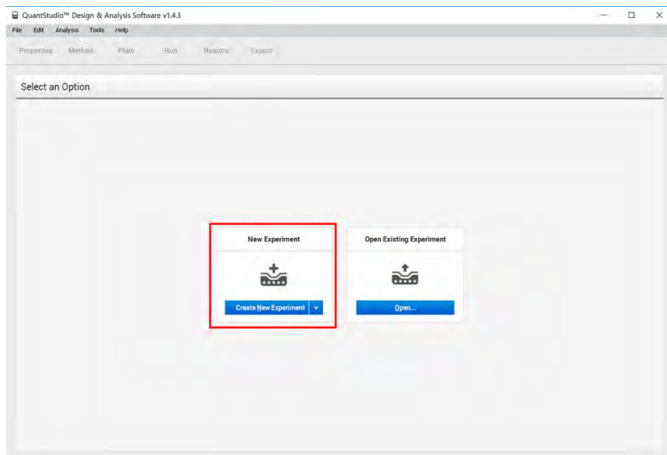 QuantStudio™ Design & Analysis Software v1.4.3
File Edit Analysis Tools Help
Properties Method Plate Run Results Export
Select an Option
New Experiment Open Existing Experiment
Create New Experiment Open...